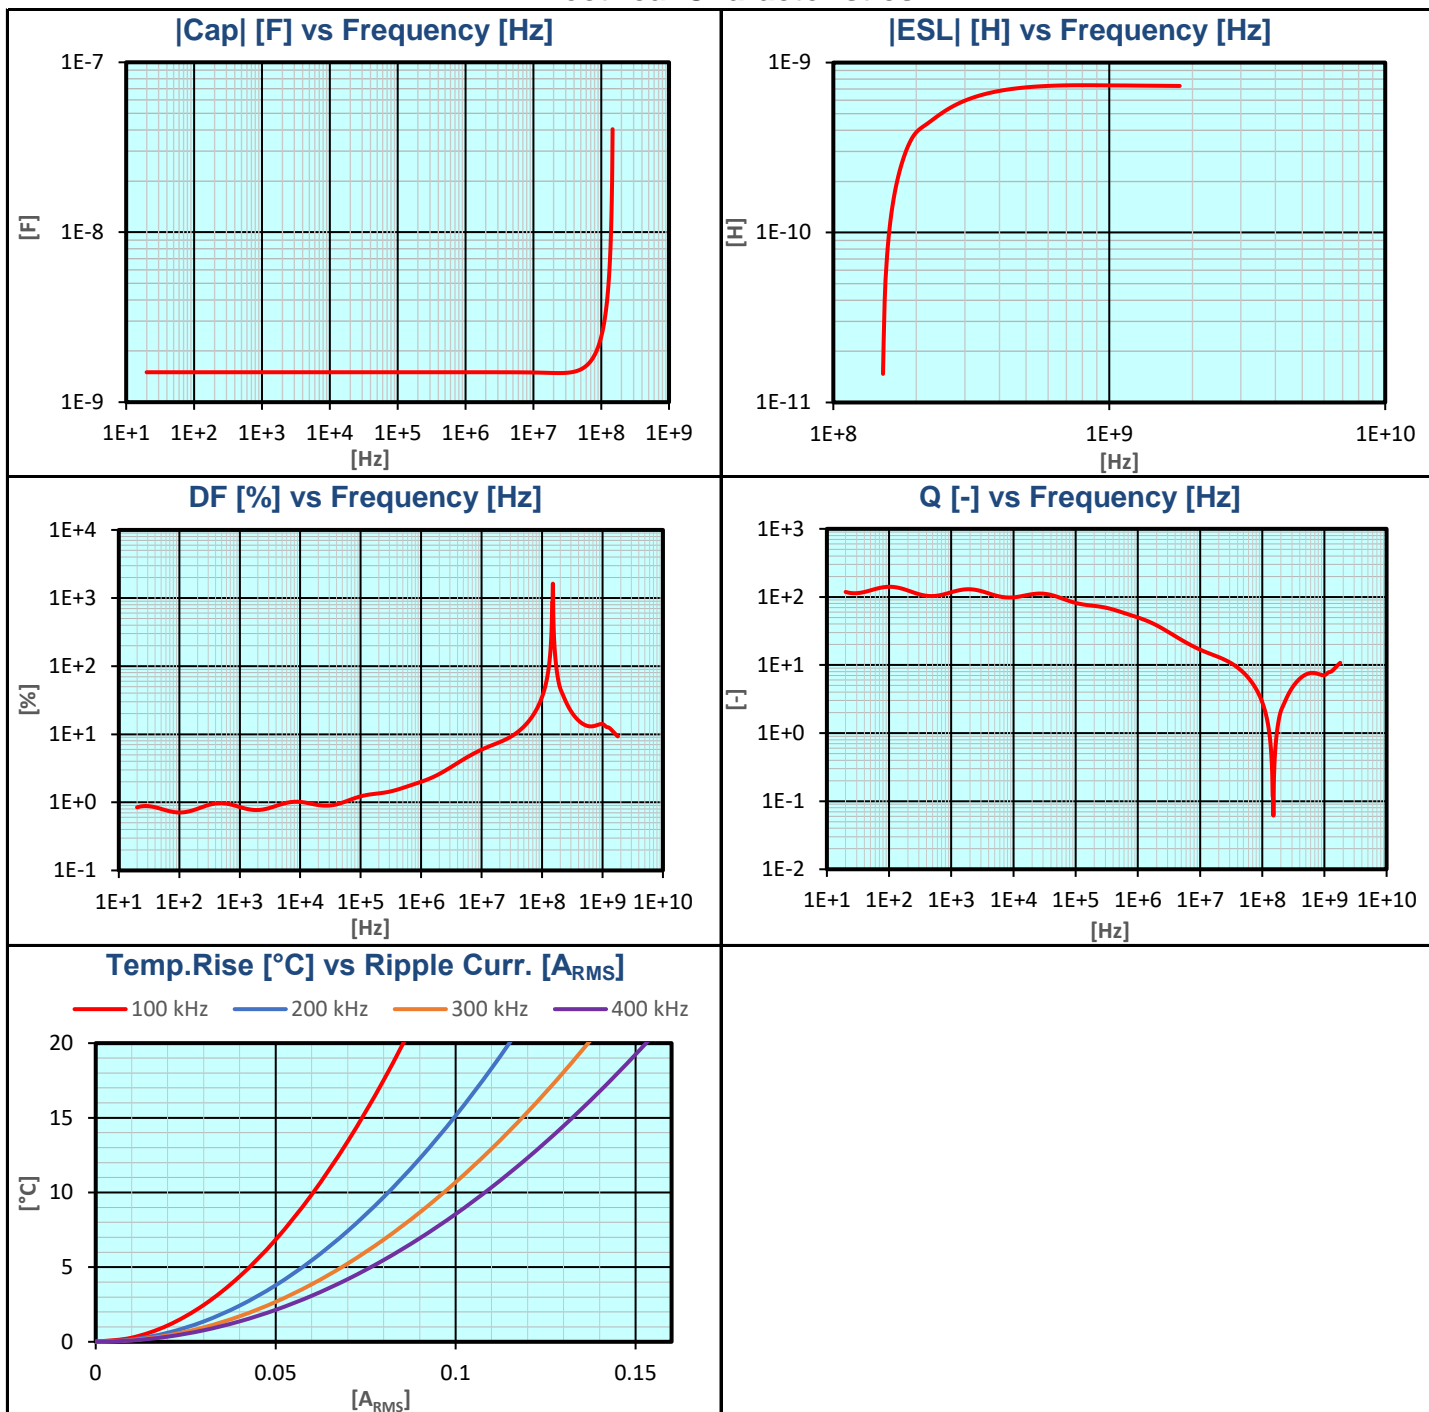 |Cap| [F] vs Frequency [Hz]
1E-7
1E-8
1E-9
[F]
1E+1 1E+2 1E+3 1E+4 1E+5 1E+6 1E+7 1E+8 1E+9
[Hz]
|ESL| [H] vs Frequency [Hz]
1E-9
1E-10
1E-11
[H]
1E+8 1E+9 1E+10
[Hz]
DF [%] vs Frequency [Hz]
1E+4
1E+3
1E+2
1E+1
1E+0
1E-1
[%]
1E+1 1E+2 1E+3 1E+4 1E+5 1E+6 1E+7 1E+8 1E+9 1E+10
[Hz]
Q [-] vs Frequency [Hz]
1E+3
1E+2
1E+1
1E+0
1E-1
1E-2
[-]
1E+1 1E+2 1E+3 1E+4 1E+5 1E+6 1E+7 1E+8 1E+9 1E+10
[Hz]
Temp.Rise [°C] vs Ripple Curr. [ARMS]
100 kHz 200 kHz 300 kHz 400 kHz
20
15
10
5
0
[°C]
0 0.05 0.1 0.15
[ARMS]